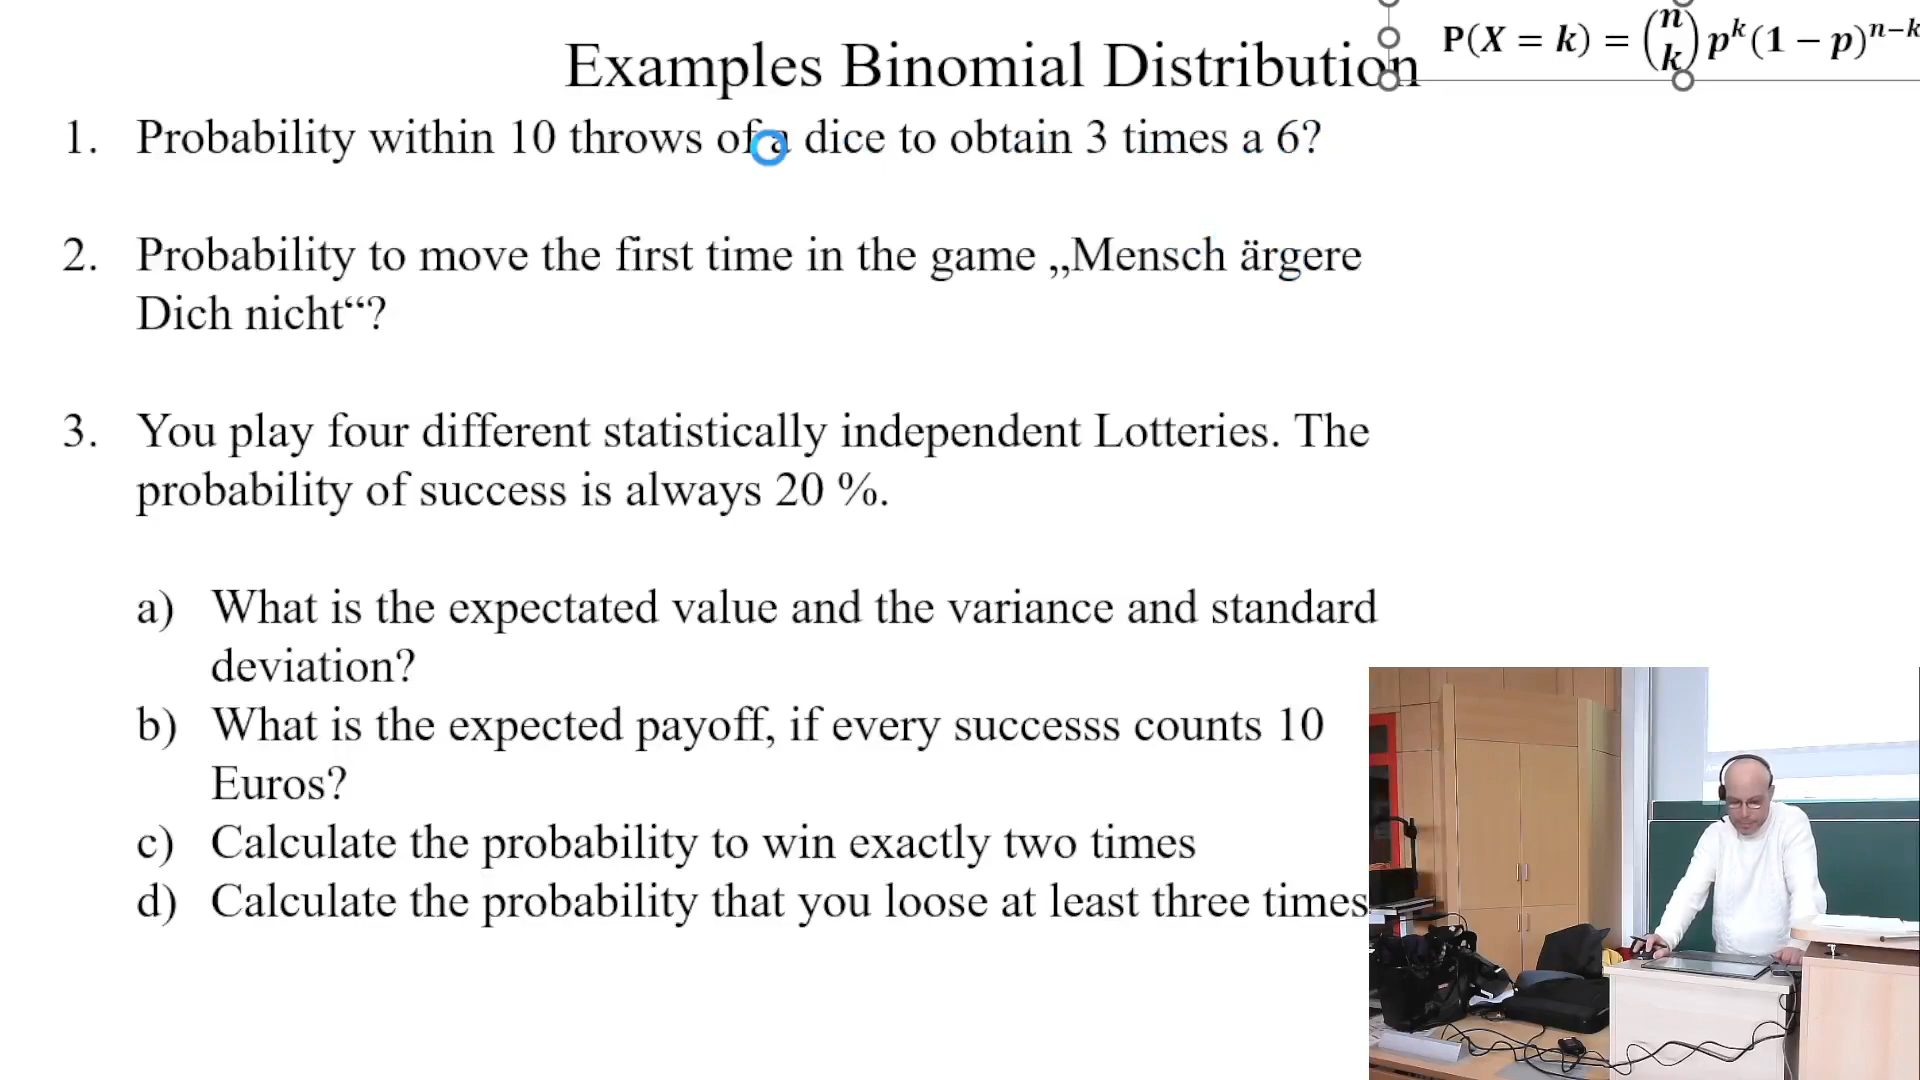 Examples Binomial Distribution
P(X = k) = (n k) p^k (1 − p)^n−k
1. Probability within 10 throws of a dice to obtain 3 times a 6?
2. Probability to move the first time in the game „Mensch ärgere
Dich nicht“?
3. You play four different statistically independent Lotteries. The
probability of success is always 20 %.
a) What is the expectated value and the variance and standard
deviation?
b) What is the expected payoff, if every successs counts 10
Euros?
c) Calculate the probability to win exactly two times
d) Calculate the probability that you loose at least three times